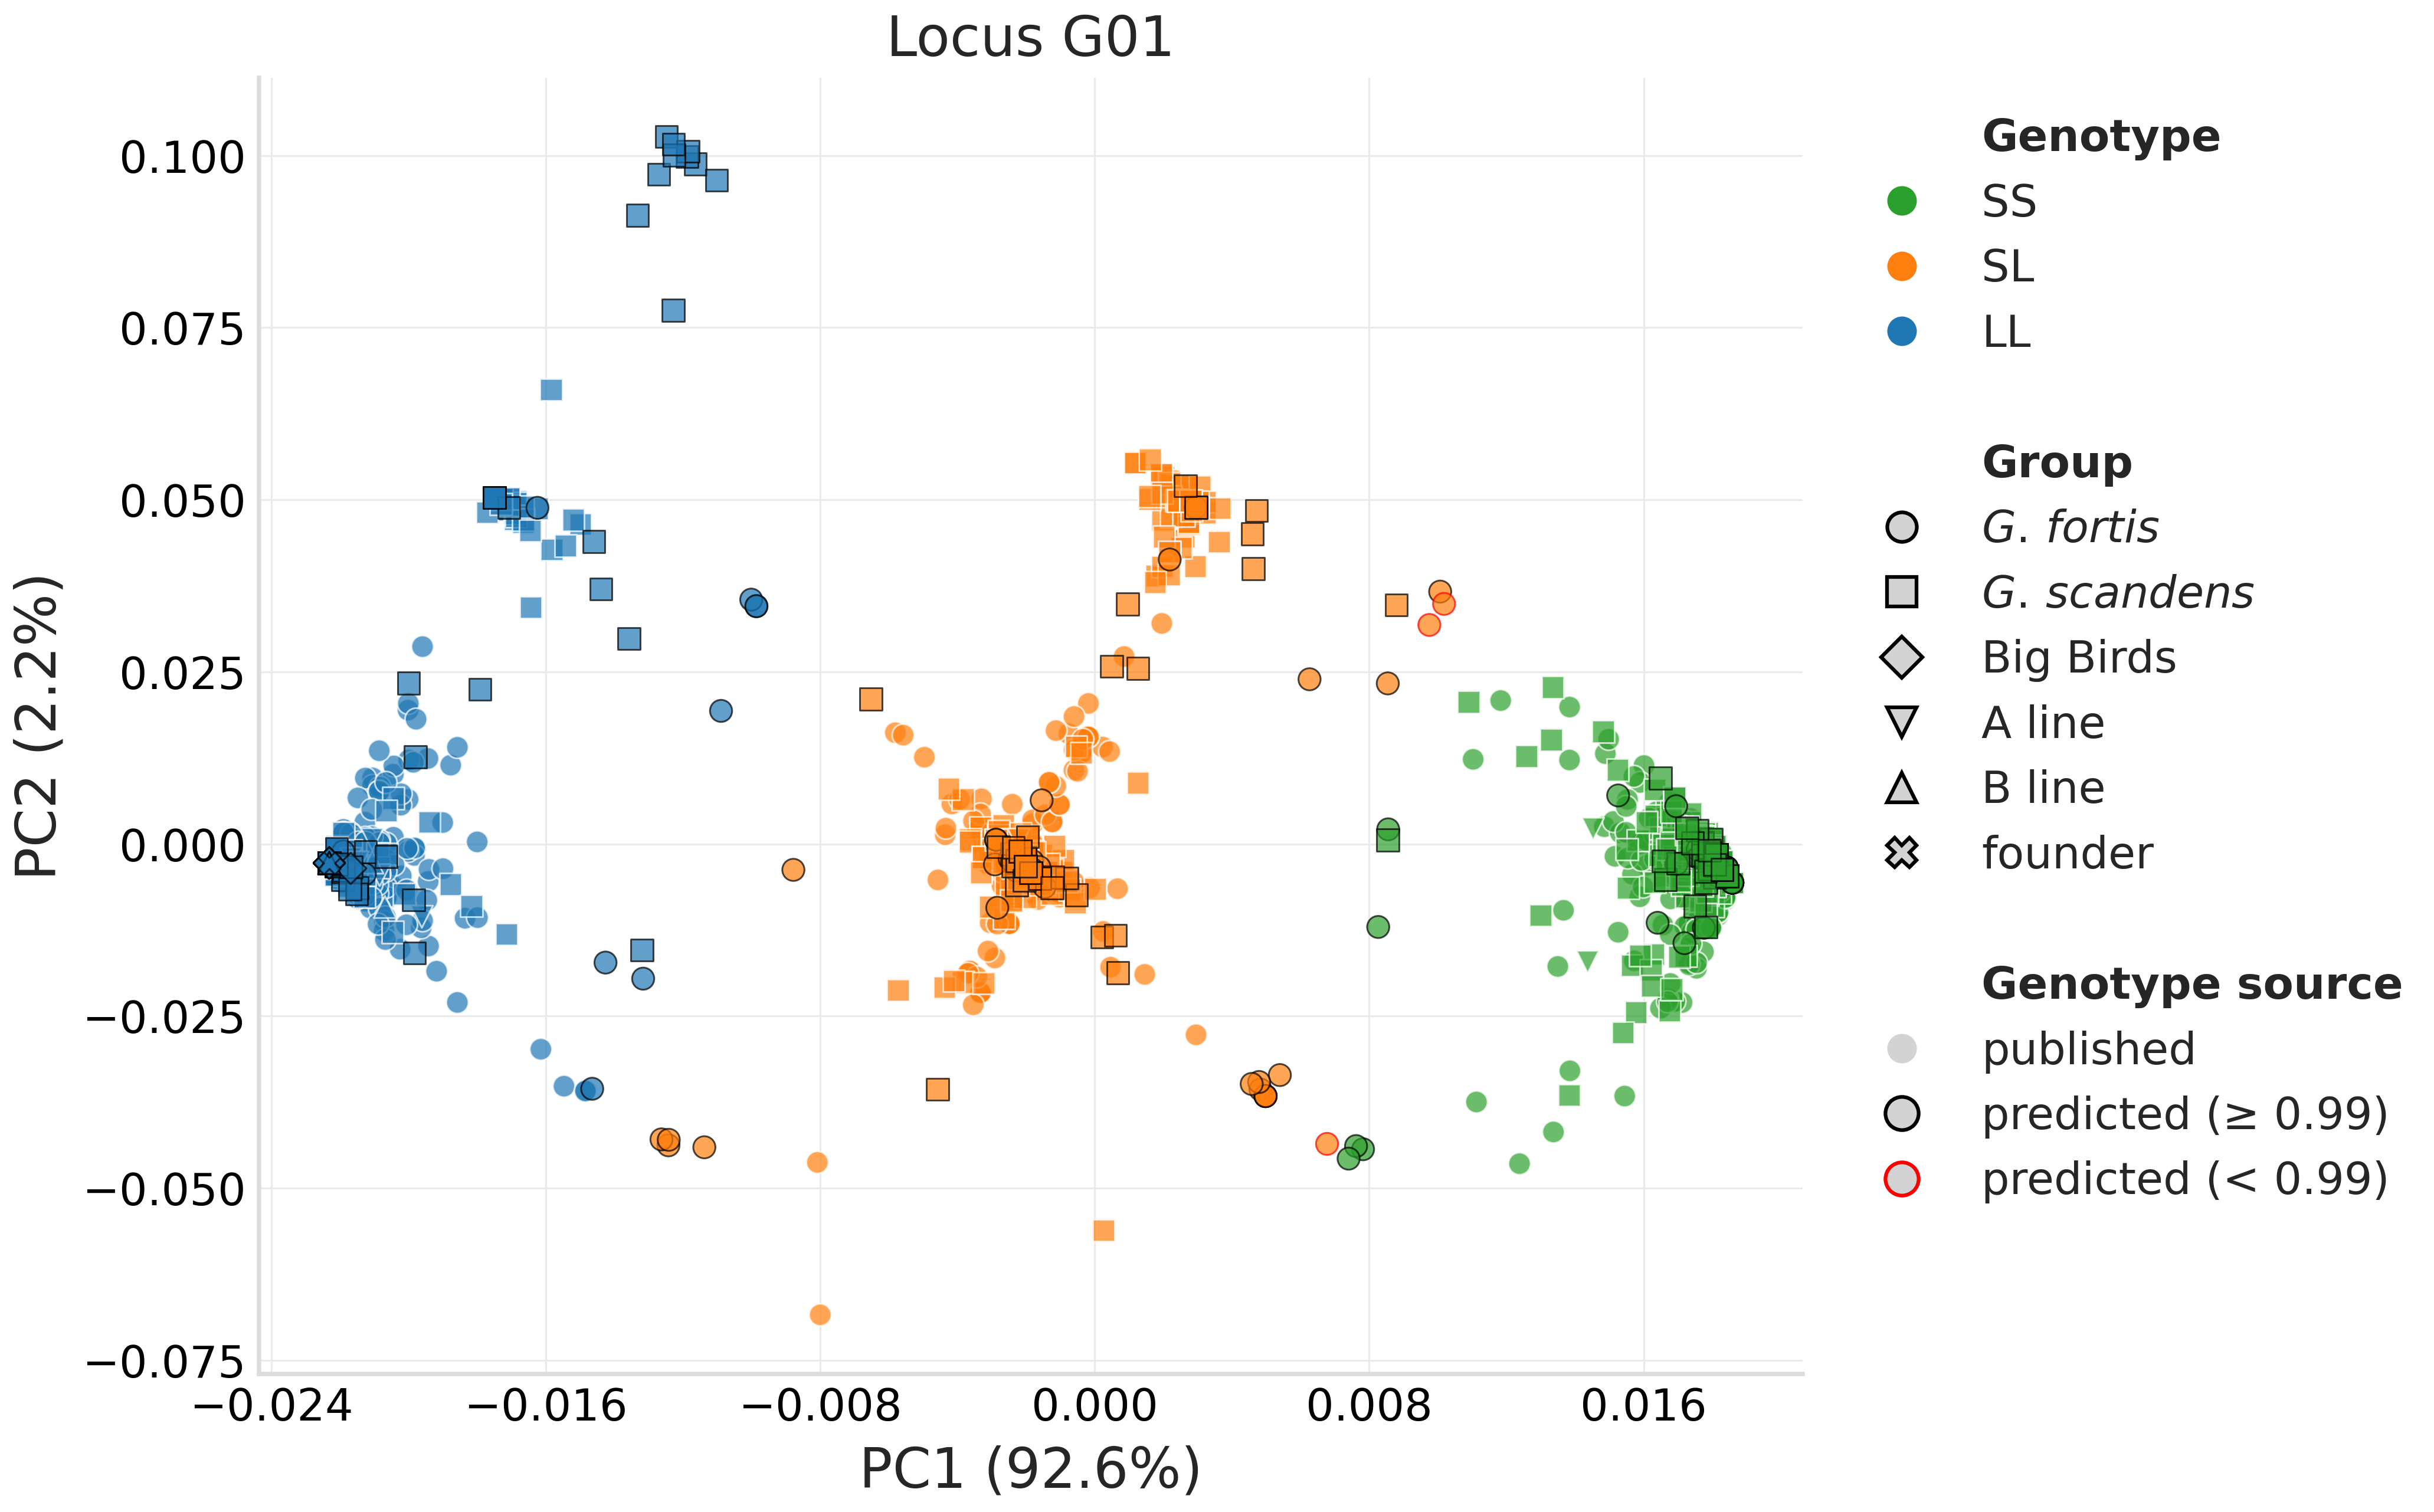 Locus G01
PC2 (2.2%)
0.100
0.075
0.050
0.025
0.000
−0.025
−0.050
−0.075
−0.024
−0.016
−0.008
0.000
0.008
0.016
PC1 (92.6%)
Genotype
SS
SL
LL
Group
G. fortis
G. scandens
Big Birds
A line
B line
founder
Genotype source
published
predicted (≥ 0.99)
predicted (< 0.99)